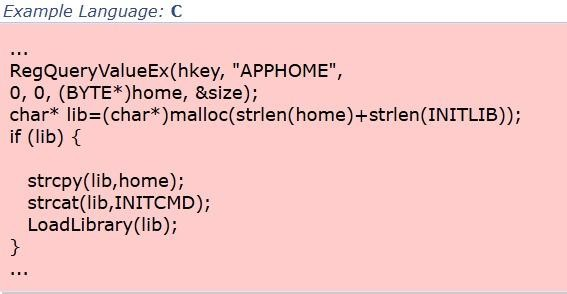 Example Language: C
...
RegQueryValueEx(hkey, "APPHOME",
0, 0, (BYTE*)home, &size);
char* lib=(char*)malloc(strlen(home)+strlen(INITLIB));
if (lib) {
strcpy(lib,home);
strcat(lib,INITCMD);
LoadLibrary(lib);
}
...